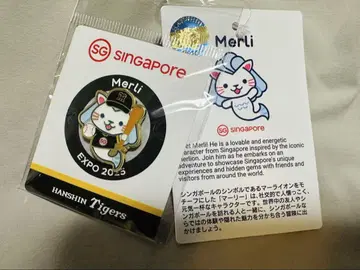 SG SINGAPORE
Merli
EXPO 2025
HANSHIN Tigers
Merli
SG SINGAPORE
t Merli! He is a lovable and energetic
aracter from Singapore inspired by the iconic
erlion. Join him as he embarks on an
adventure to showcase Singapore's unique
experiences and hidden gems with friends and
visitors from around the world.
シンガポールのシンボルであるマーライオンをモ
チーフにした「マーリー」は、社交的で人懐っこく、
元気一杯なキャラクターです。世界中の友人やシ
ンガポールを訪れる人と一緒に、シンガポールな
らではの体験や隠れた魅力を分かち合う冒険に出
かけましょう。